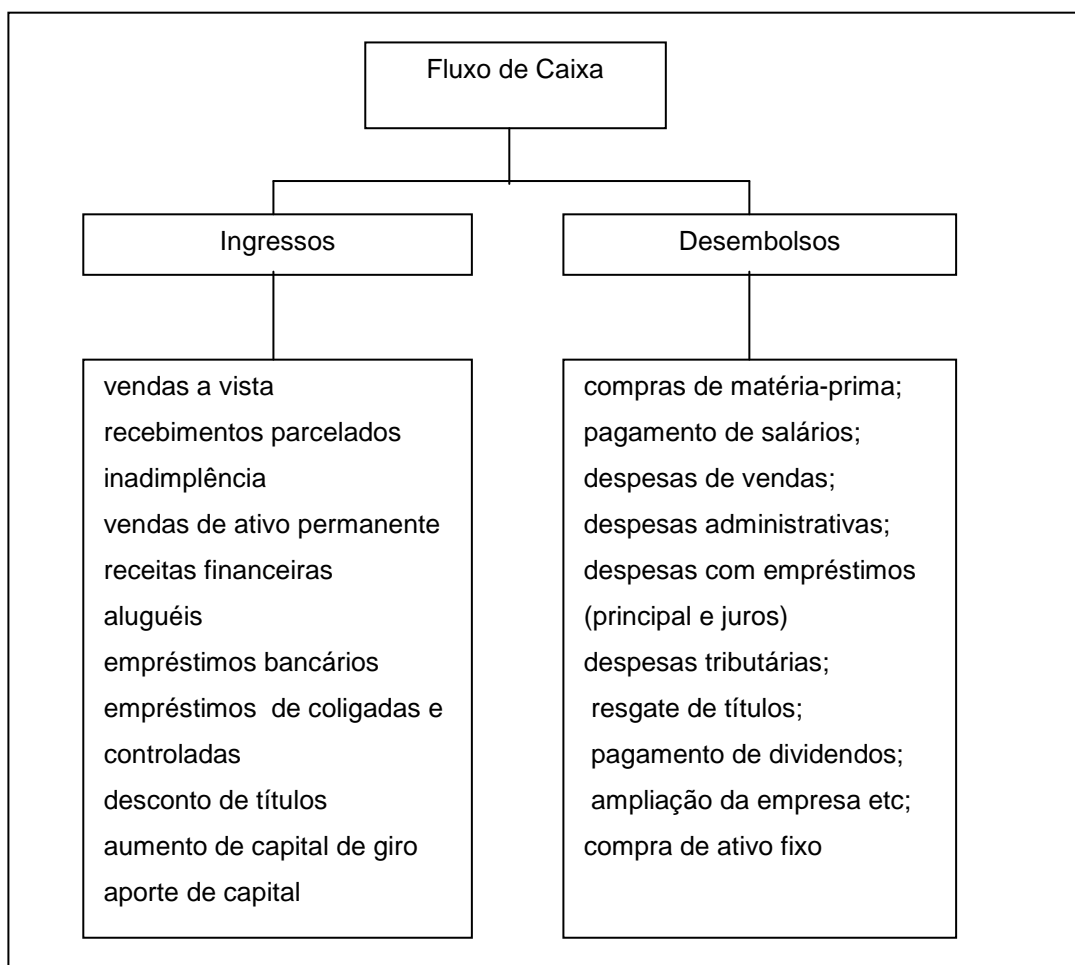 Fluxo de Caixa
Ingressos
Desembolsos
vendas a vista
recebimentos parcelados
inadimplência
vendas de ativo permanente
receitas financeiras
aluguéis
empréstimos bancários
empréstimos de coligadas e
controladas
desconto de títulos
aumento de capital de giro
aporte de capital
compras de matéria-prima;
pagamento de salários;
despesas de vendas;
despesas administrativas;
despesas com empréstimos
(principal e juros)
despesas tributárias;
resgate de títulos;
pagamento de dividendos;
ampliação da empresa etc;
compra de ativo fixo